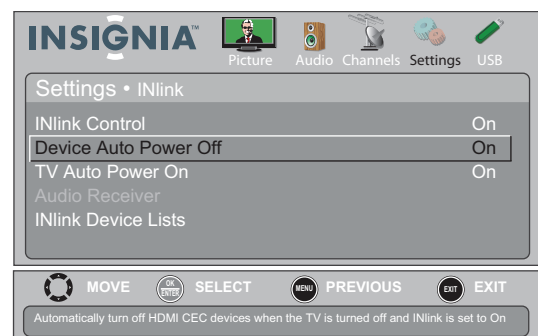 INSIGNIA™
Picture Audio Channels Settings USB
Settings • INlink
INlink Control On
Device Auto Power Off On
TV Auto Power On On
Audio Receiver
INlink Device Lists
MOVE OK ENTER SELECT MENU PREVIOUS EXIT EXIT
Automatically turn off HDMI CEC devices when the TV is turned off and INlink is set to On